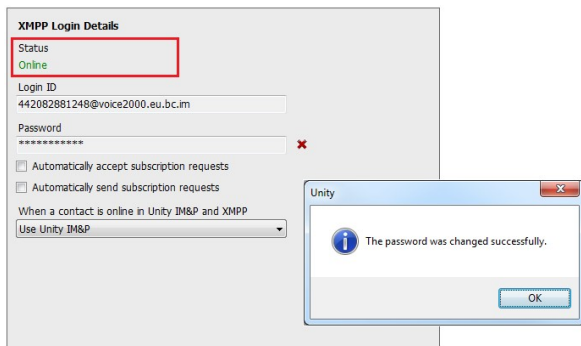 XMPP Login Details
Status
Online
Login ID
442082881248@voice2000.eu.bc.im
Password
***********
Automatically accept subscription requests
Automatically send subscription requests
When a contact is online in Unity IM&P and XMPP
Use Unity IM&P
Unity
The password was changed successfully.
OK